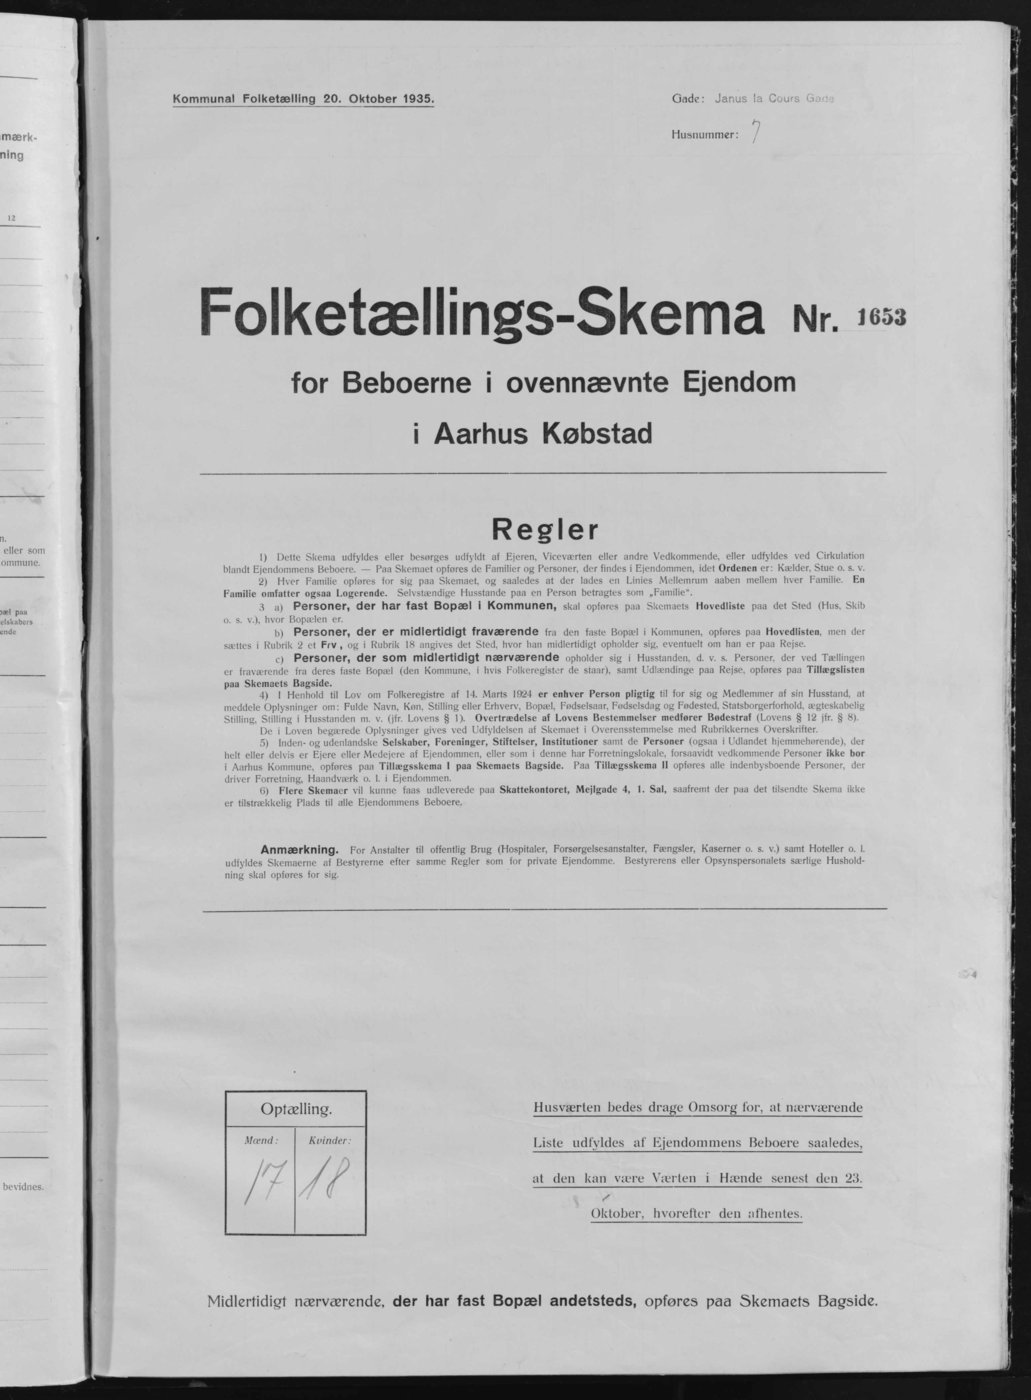 mærk-
ning
12
n.
eller som
ommune.
pæl paa
elskabers
ende
bevidnes.
Kommunal Folketælling 20. Oktober 1935.
Gade: Janus la Cours Gade
Husnummer: 7
Folketællings-Skema Nr. 1653
for Beboerne i ovennævnte Ejendom
i Aarhus Købstad
Regler
1) Dette Skema udfyldes eller besørges udfyldt af Ejeren, Viceværten eller andre Vedkommende, eller udfyldes ved Cirkulation
blandt Ejendommens Beboere. — Paa Skemaet opføres de Familier og Personer, der findes i Ejendommen, idet Ordenen er: Kælder, Stue o. s. v.
2) Hver Familie opføres for sig paa Skemaet, og saaledes at der lades en Linies Mellemrum aaben mellem hver Familie. En
Familie omfatter ogsaa Logerende. Selvstændige Husstande paa en Person betragtes som „Familie".
3 a) Personer, der har fast Bopæl i Kommunen, skal opføres paa Skemaets Hovedliste paa det Sted (Hus, Skib
o. s. v.), hvor Bopælen er.
b) Personer, der er midlertidigt fraværende fra den faste Bopæl i Kommunen, opføres paa Hovedlisten, men der
sættes i Rubrik 2 et Frv, og i Rubrik 18 angives det Sted, hvor han midlertidigt opholder sig, eventuelt om han er paa Rejse.
c) Personer, der som midlertidigt nærværende opholder sig i Husstanden, d. v. s. Personer, der ved Tællingen
er fraværende fra deres faste Bopæl (den Kommune, i hvis Folkeregister de staar), samt Udlændinge paa Rejse, opføres paa Tillægslisten
paa Skemaets Bagside.
4) I Henhold til Lov om Folkeregistre af 14. Marts 1924 er enhver Person pligtig til for sig og Medlemmer af sin Husstand, at
meddele Oplysninger om: Fulde Navn, Køn, Stilling eller Erhverv, Bopæl, Fødselsaar, Fødselsdag og Fødested, Statsborgerforhold, ægteskabelig
Stilling, Stilling i Husstanden m. v. (jfr. Lovens § 1). Overtrædelse af Lovens Bestemmelser medfører Bødestraf (Lovens § 12 jfr. § 8).
De i Loven begærede Oplysninger gives ved Udfyldelsen af Skemaet i Overensstemmelse med Rubrikkernes Overskrifter.
5) Inden- og udenlandske Selskaber, Foreninger, Stiftelser, Institutioner samt de Personer (ogsaa i Udlandet hjemmehørende), der
helt eller delvis er Ejere eller Medejere af Ejendommen, eller som i denne har Forretningslokale, forsaavidt vedkommende Personer ikke bor
i Aarhus Kommune, opføres paa Tillægsskema I paa Skemaets Bagside. Paa Tillægsskema II opføres alle indenbysboende Personer, der
driver Forretning, Haandværk o. l. i Ejendommen.
6) Flere Skemaer vil kunne faas udleverede paa Skattekontoret, Mejlgade 4, 1. Sal, saafremt der paa det tilsendte Skema ikke
er tilstrækkelig Plads til alle Ejendommens Beboere.
Anmærkning. For Anstalter til offentlig Brug (Hospitaler, Forsørgelsesanstalter, Fængsler, Kaserner o. s. v.) samt Hoteller o. l.
udfyldes Skemaerne af Bestyrerne efter samme Regler som for private Ejendomme. Bestyrerens eller Opsynspersonalets særlige Hushold-
ning skal opføres for sig.
Optælling.
Mænd: Kvinder:
17 18
Husværten bedes drage Omsorg for, at nærværende
Liste udfyldes af Ejendommens Beboere saaledes,
at den kan være Værten i Hænde senest den 23.
Oktober, hvorefter den afhentes.
Midlertidigt nærværende, der har fast Bopæl andetsteds, opføres paa Skemaets Bagside.